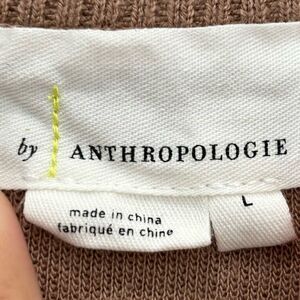 by ANTHROPOLOGIE
made in china
fabriqué en chine
L